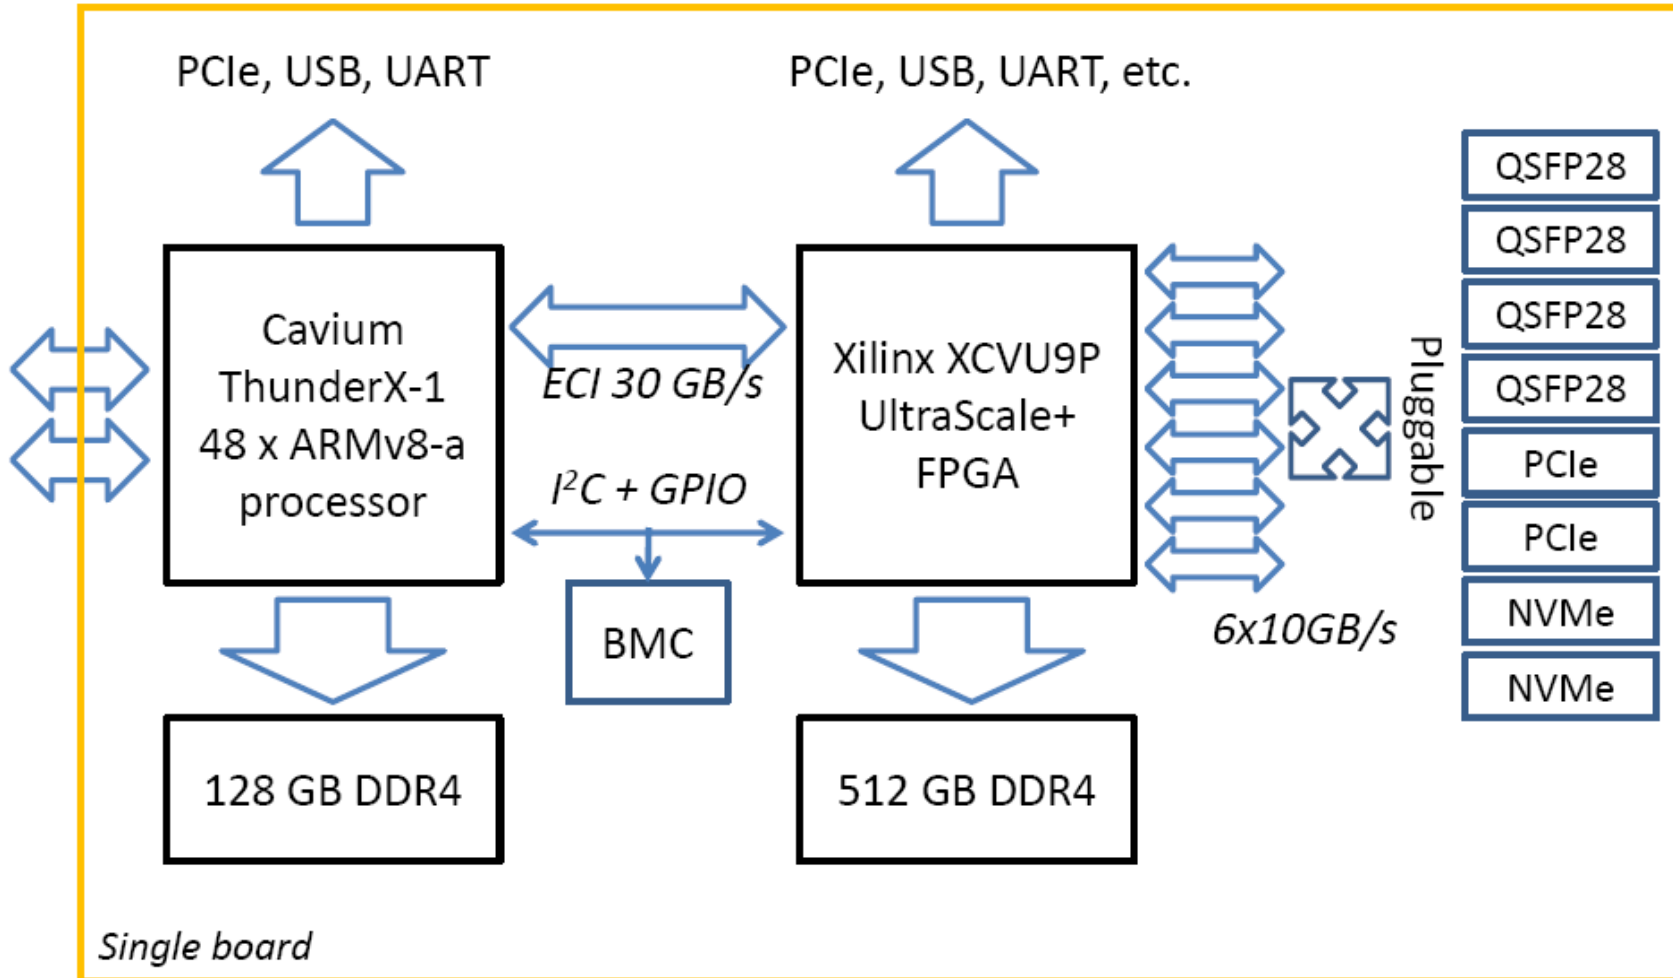 PCIe, USB, UART
PCIe, USB, UART, etc.
Cavium
ThunderX-1
48 x ARMv8-a
processor
ECI 30 GB/s
I²C + GPIO
BMC
Xilinx XCVU9P
UltraScale+
FPGA
6x10GB/s
Pluggable
QSFP28
QSFP28
QSFP28
QSFP28
PCIe
PCIe
NVMe
NVMe
128 GB DDR4
512 GB DDR4
Single board